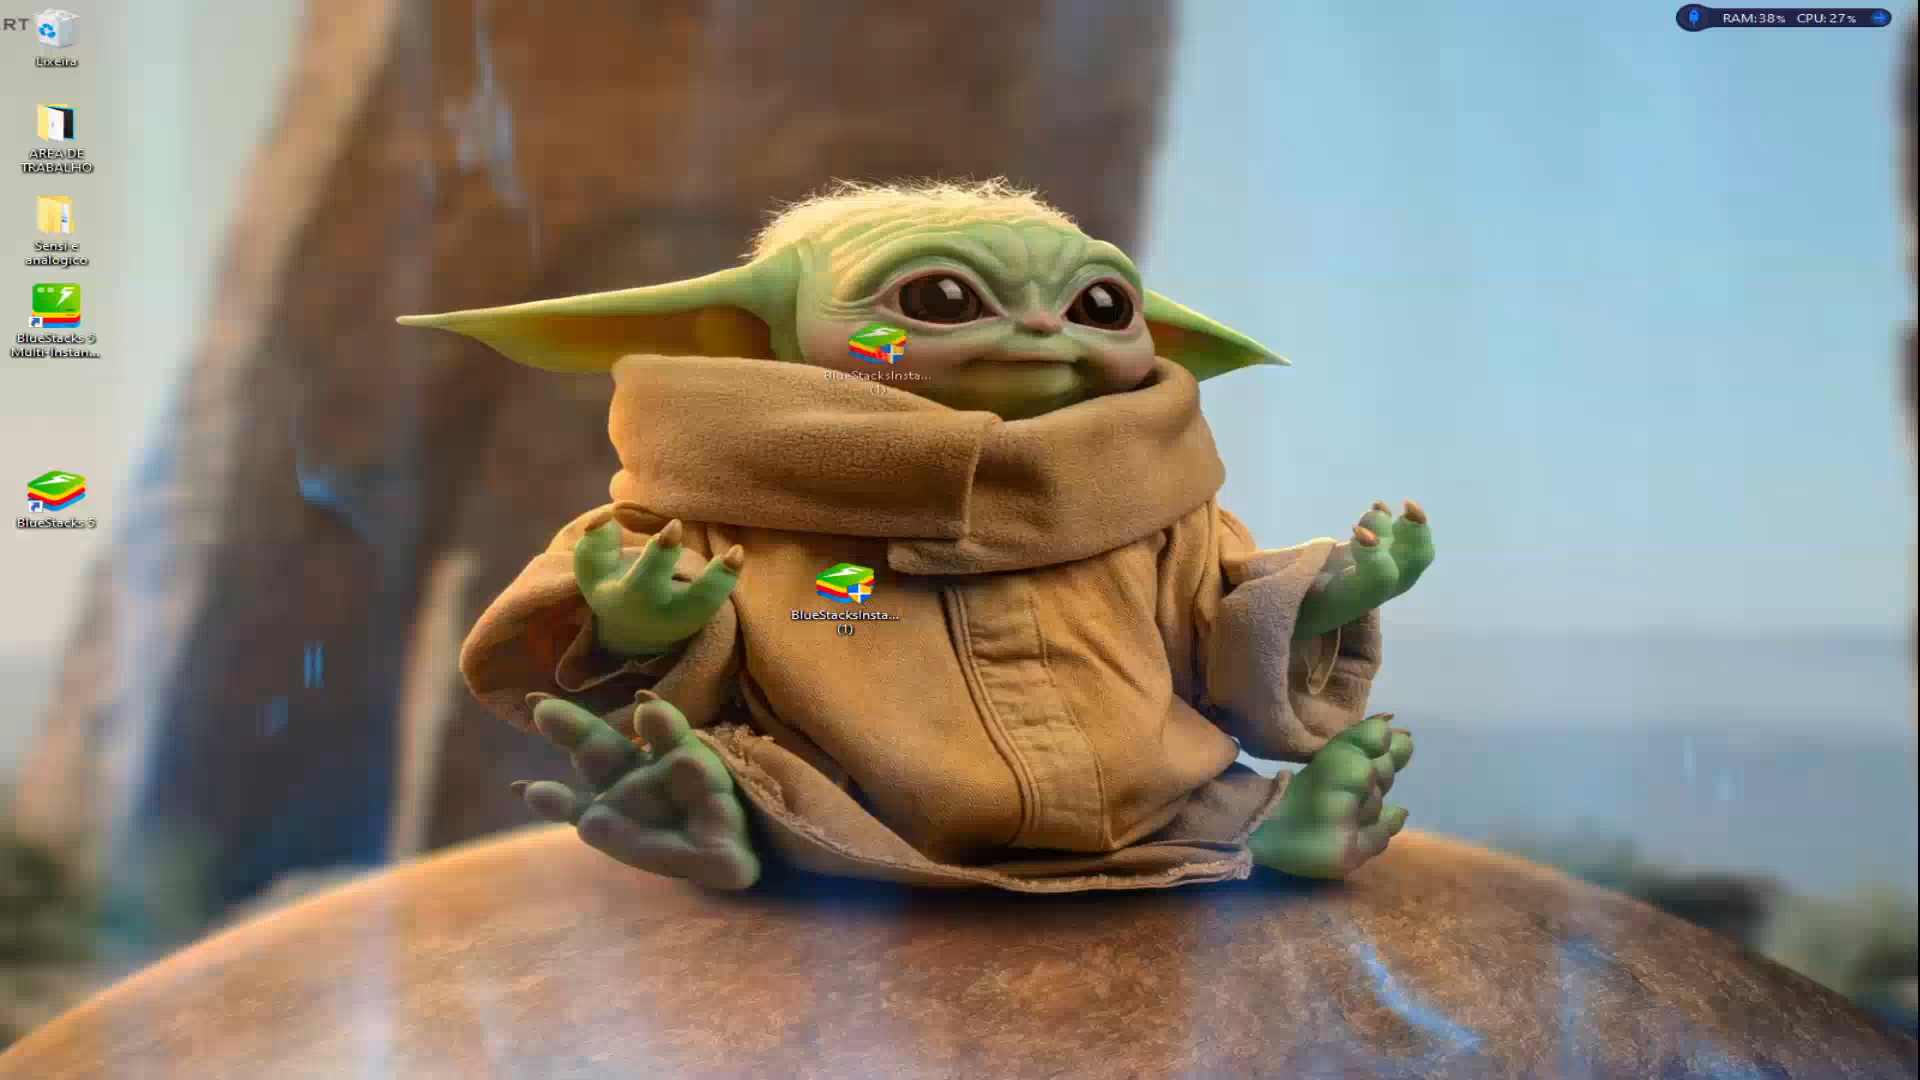 RT
Lixeira
AREA DE
TRABALHO
Sensi e
analogico
BlueStacks 5
Multi-Instan...
BlueStacks 5
BlueStacksInsta...
(1)
BlueStacksInsta...
(1)
RAM:38% CPU:27%